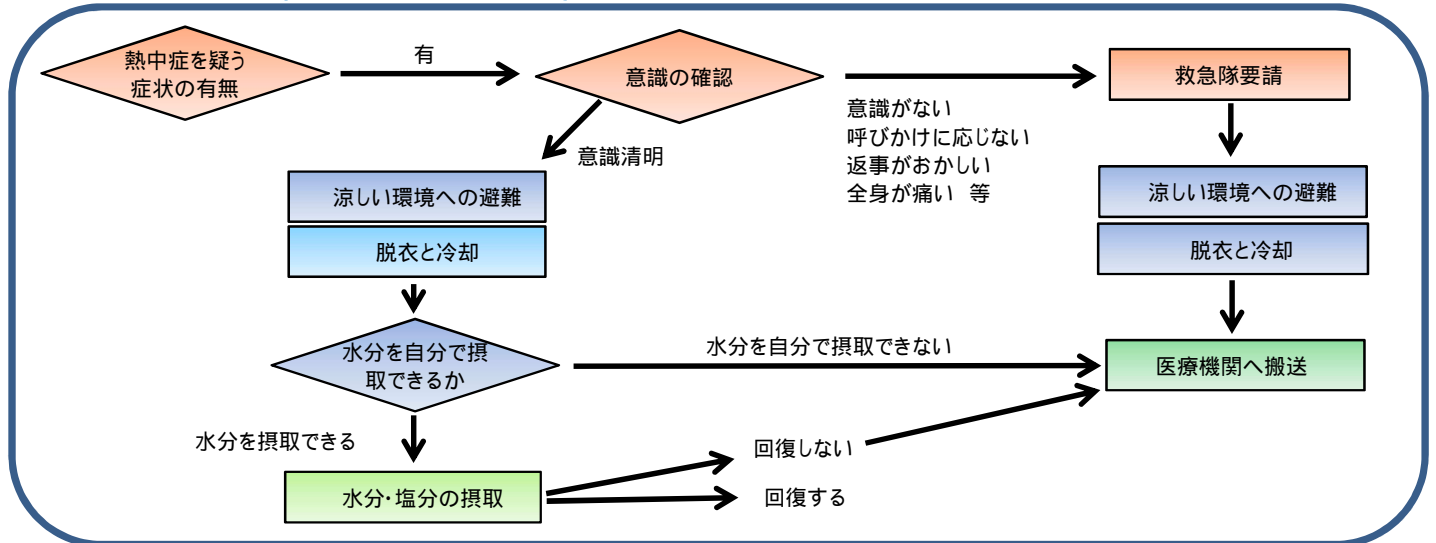 熱中症を疑う
症状の有無
有
意識の確認
救急隊要請
意識がない
呼びかけに応じない
返事がおかしい
全身が痛い 等
意識清明
涼しい環境への避難
脱衣と冷却
涼しい環境への避難
脱衣と冷却
水分を自分で摂
取できるか
水分を自分で摂取できない
医療機関へ搬送
水分を摂取できる
水分・塩分の摂取
回復しない
回復する